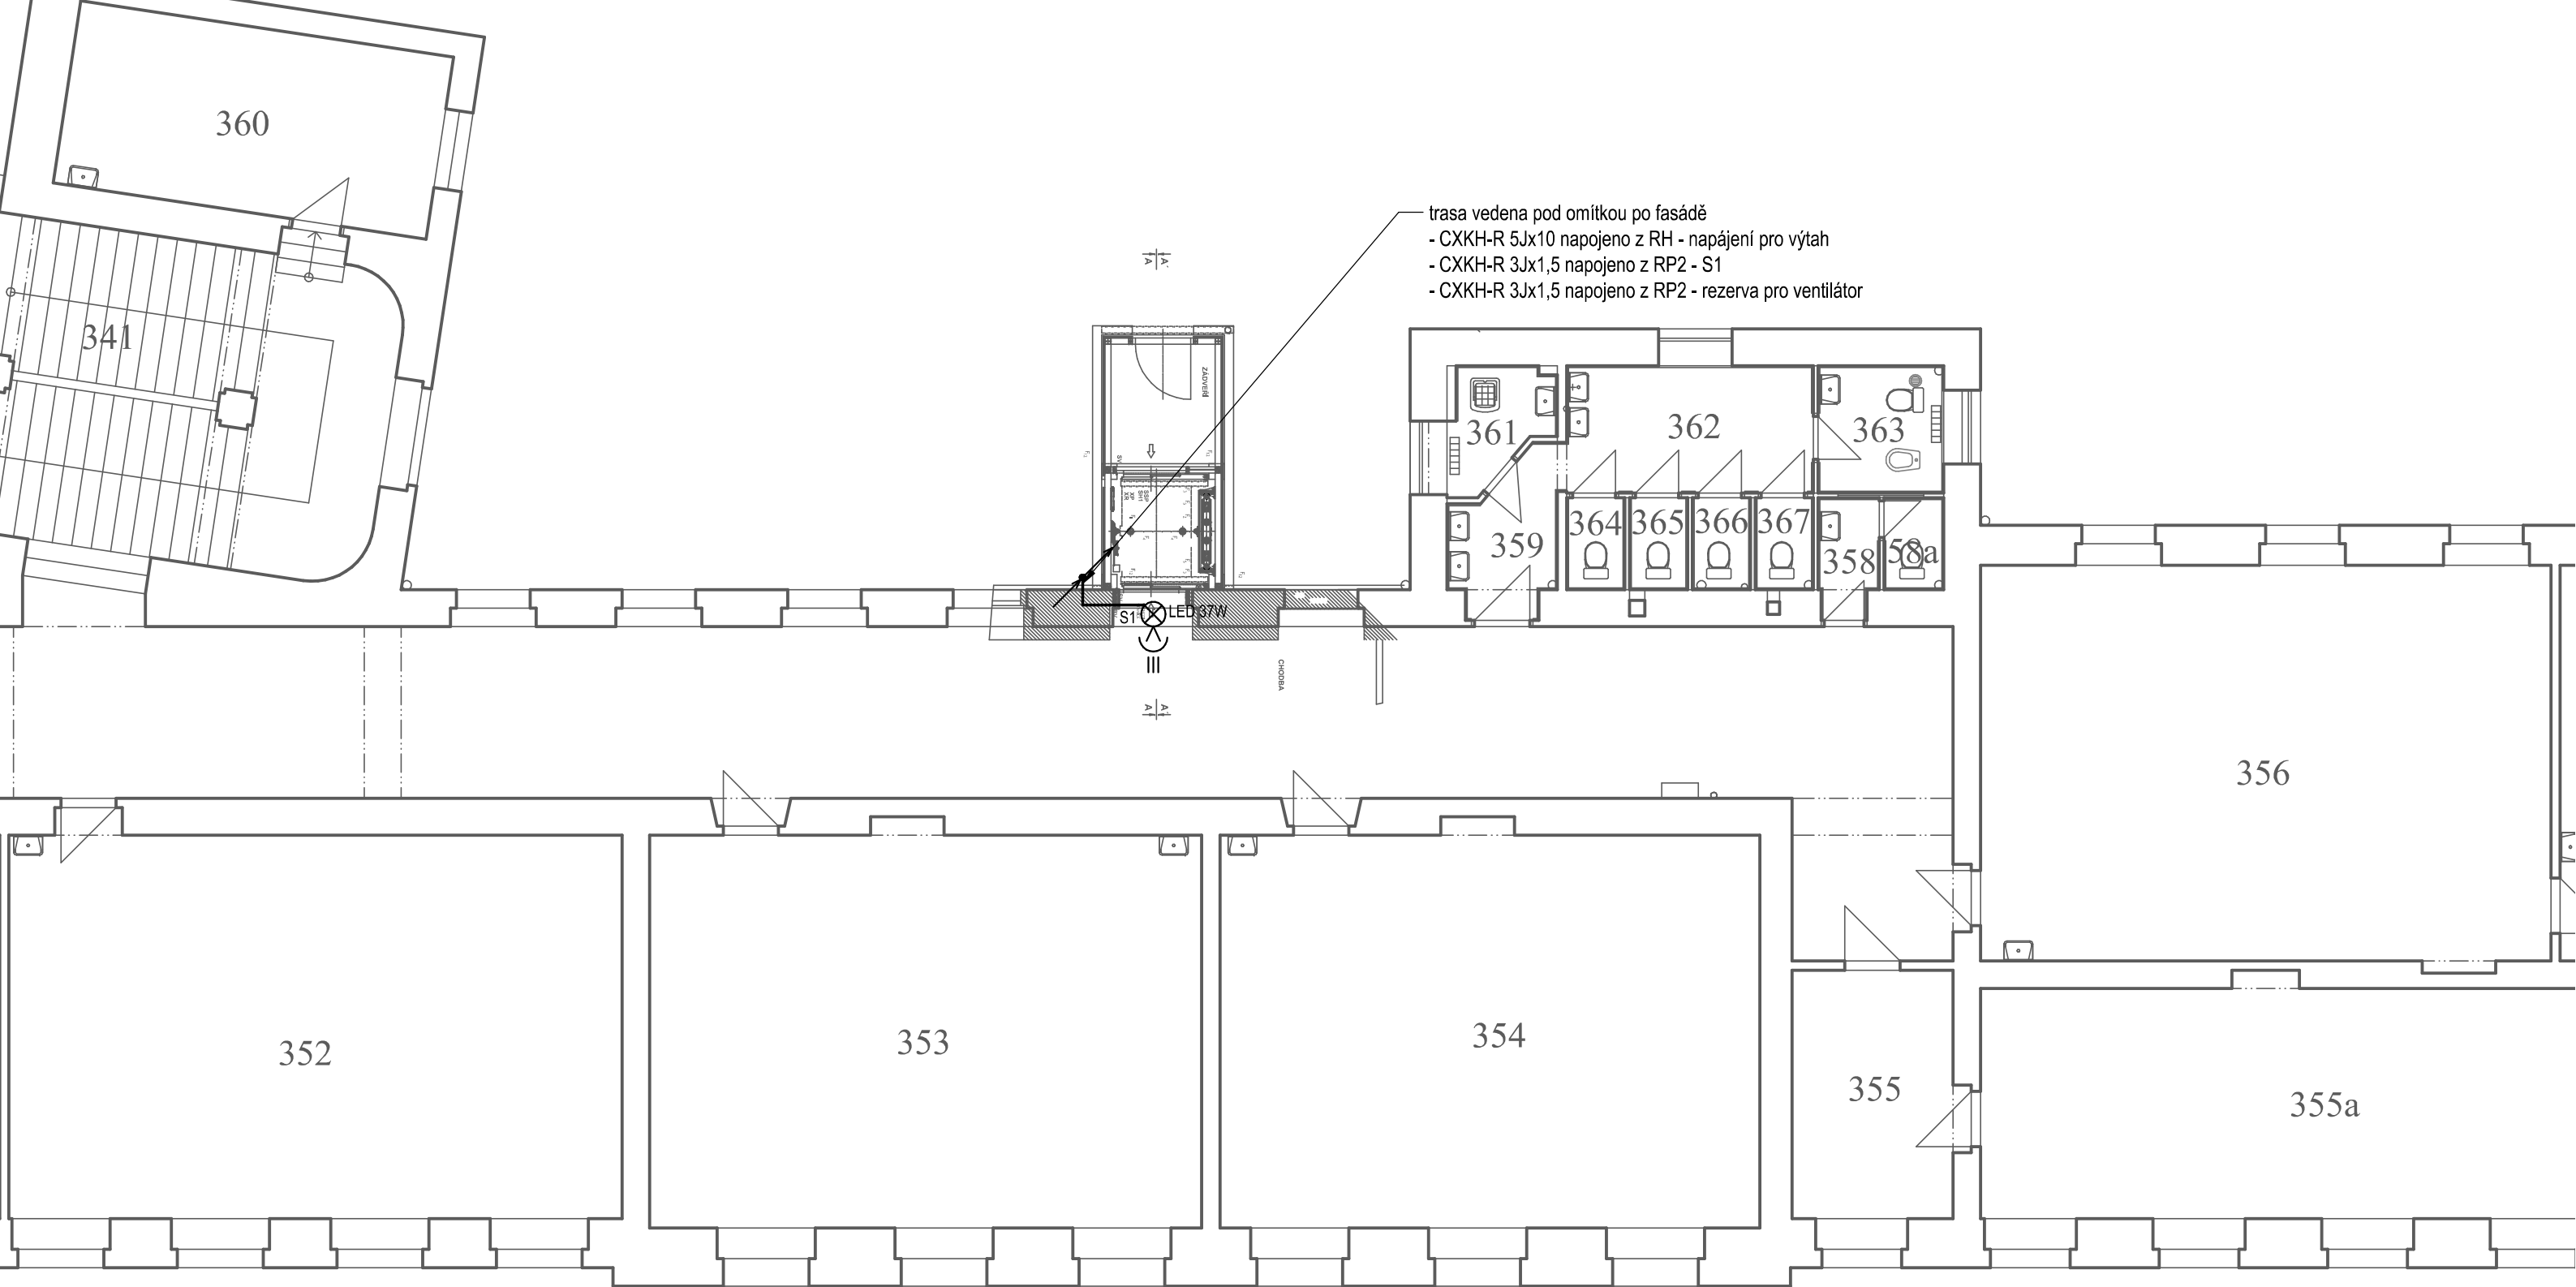 360
trasa vedena pod omítkou po fasádě
- CXKH-R 5Jx10 napojeno z RH - napájení pro výtah
- CXKH-R 3Jx1,5 napojeno z RP2 - S1
- CXKH-R 3Jx1,5 napojeno z RP2 - rezerva pro ventilátor
A A'
341
ZÁDVEŘÍ
361
362
363
364
365
366
367
359
358
58a
S1
LED 37W
CHODBA
A A'
356
352
353
354
355
355a